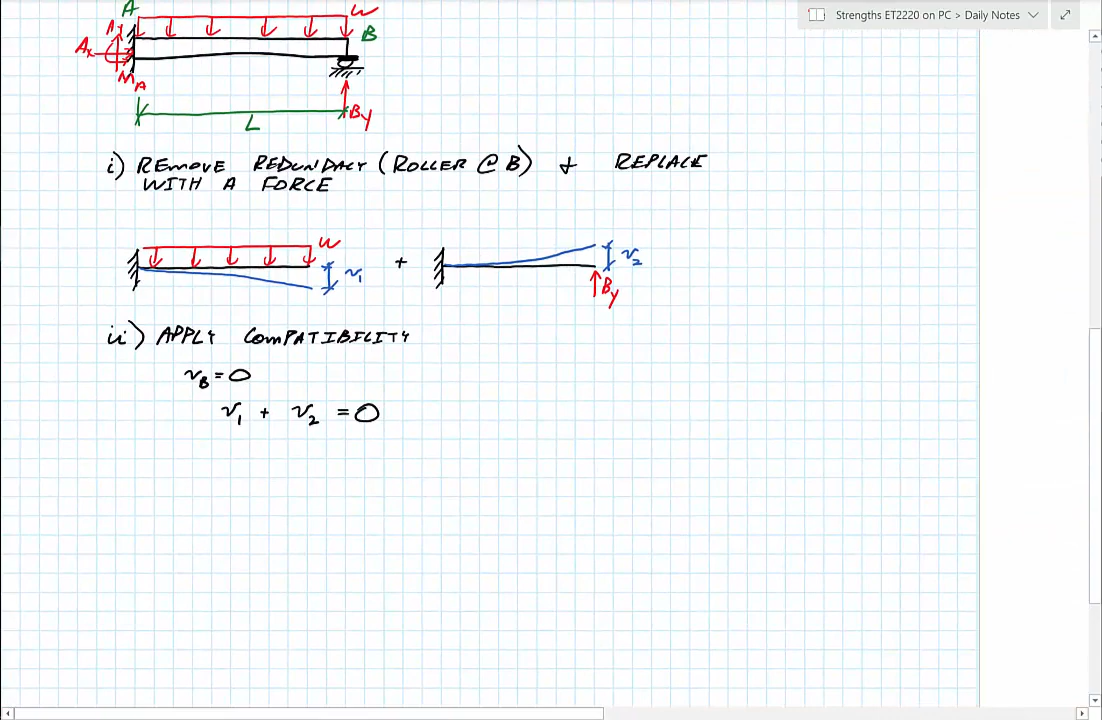 Strengths ET2220 on PC > Daily Notes
A
W
Ay
B
Ax
MA
By
L
i) REMOVE REDUNDACY (ROLLER @ B) + REPLACE
WITH A FORCE
W
v1
+
v2
By
ii) APPLY COMPATIBILITY
vB = 0
v1 + v2 = 0